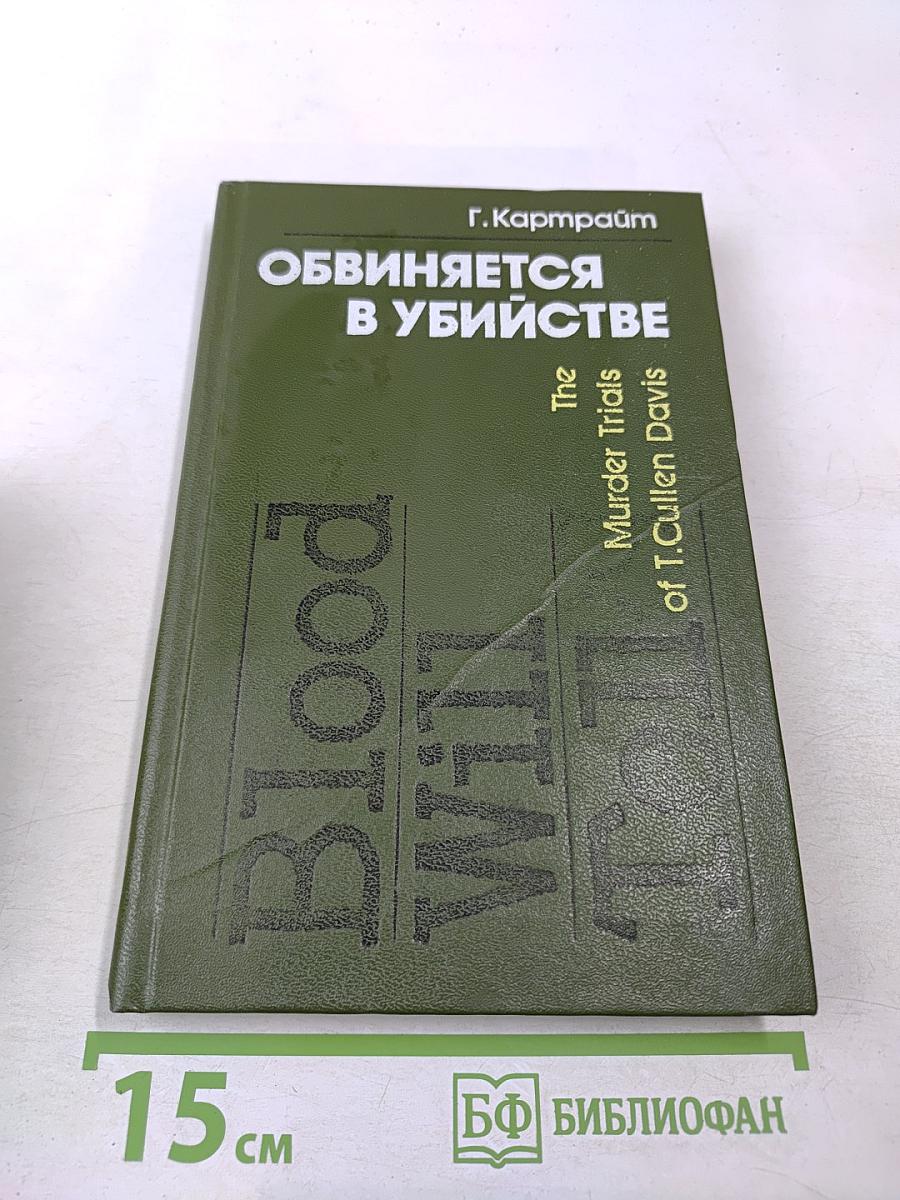 Г. Картрайт
ОБВИНЯЕТСЯ
В УБИЙСТВЕ
The
Murder Trials
of T. Cullen Davis
Blood
Will
Tell
15 см
БФ БИБЛИОФАН